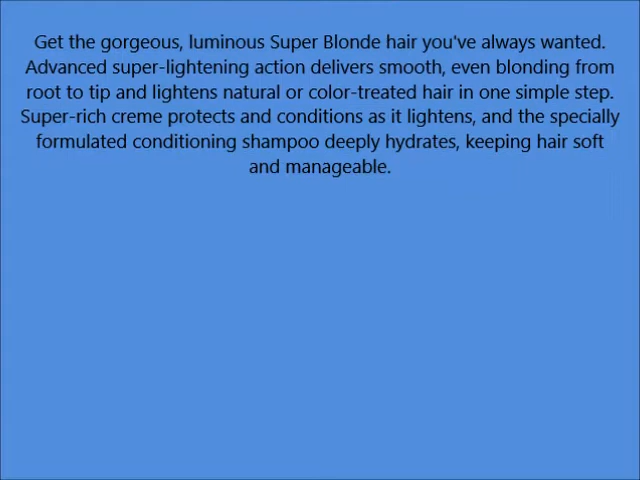 Get the gorgeous, luminous Super Blonde hair you've always wanted.
Advanced super-lightening action delivers smooth, even blonding from
root to tip and lightens natural or color-treated hair in one simple step.
Super-rich creme protects and conditions as it lightens, and the specially
formulated conditioning shampoo deeply hydrates, keeping hair soft
and manageable.